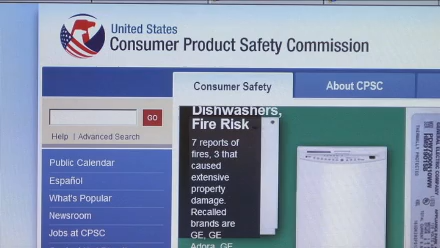 United States
Consumer Product Safety Commission
Consumer Safety
About CPSC
GO
Help | Advanced Search
Public Calendar
Español
What's Popular
Newsroom
Jobs at CPSC
Dishwashers,
Fire Risk
7 reports of
fires, 3 that
caused
extensive
property
damage.
Recalled
brands are
GE, GE
Adora, GE